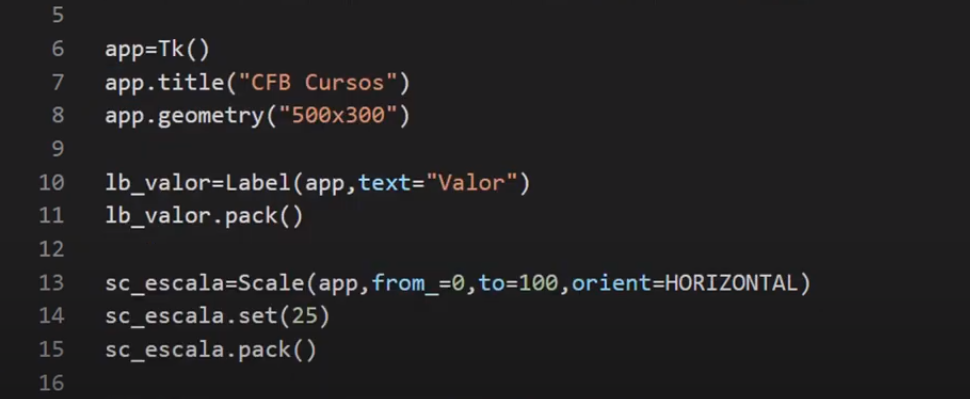 5
6 app=Tk()
7 app.title("CFB Cursos")
8 app.geometry("500x300")
9
10 lb_valor=Label(app,text="Valor")
11 lb_valor.pack()
12
13 sc_escala=Scale(app,from_=0,to=100,orient=HORIZONTAL)
14 sc_escala.set(25)
15 sc_escala.pack()
16